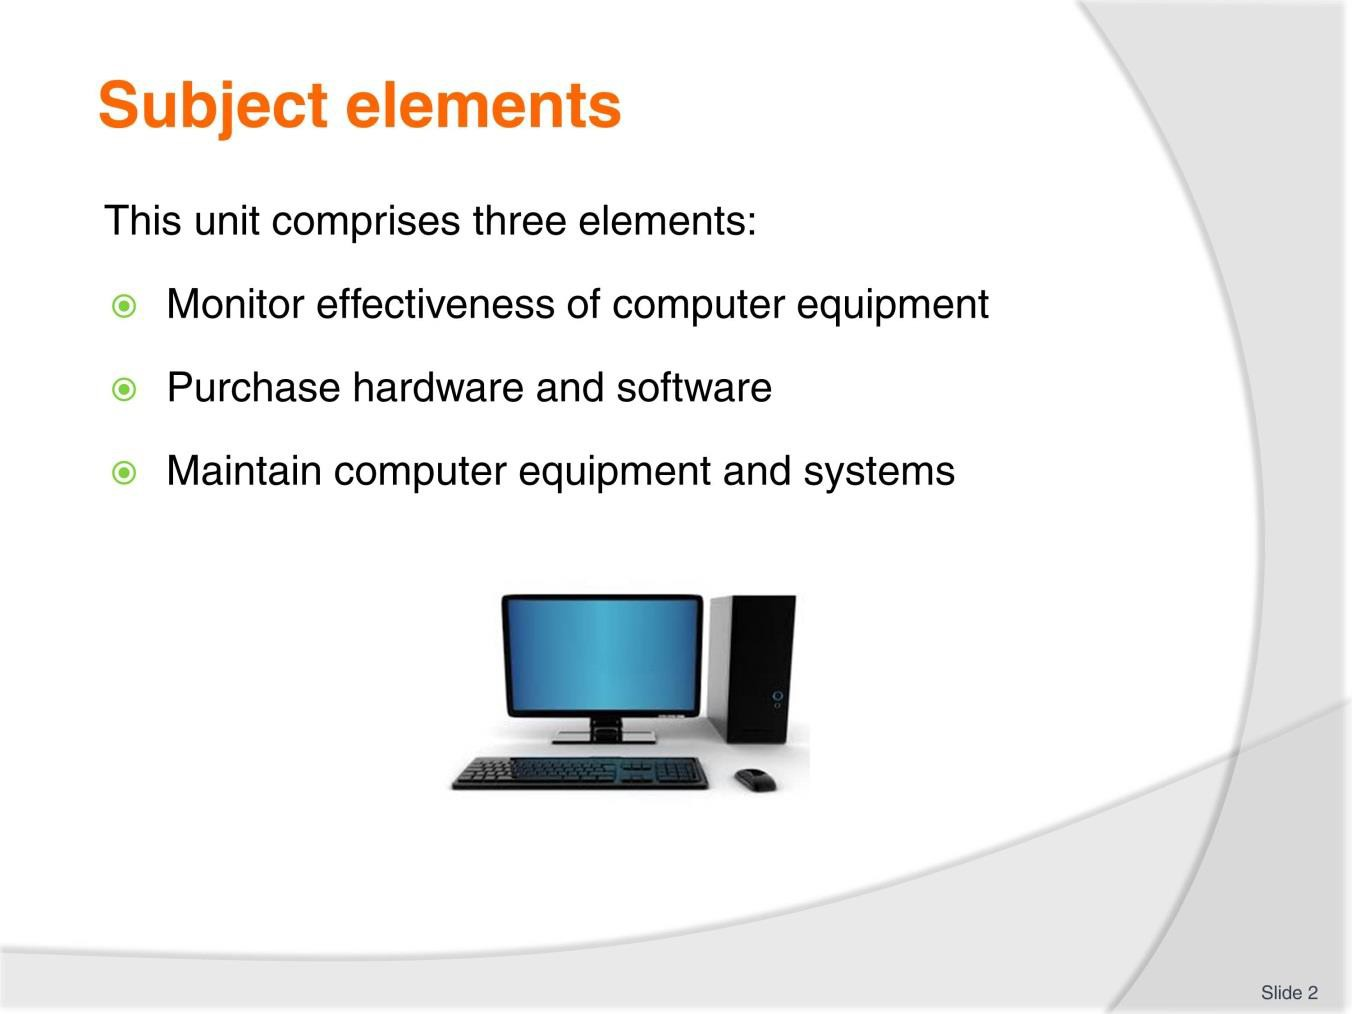 Subject elements
This unit comprises three elements:
Monitor effectiveness of computer equipment
Purchase hardware and software
Maintain computer equipment and systems
Slide 2